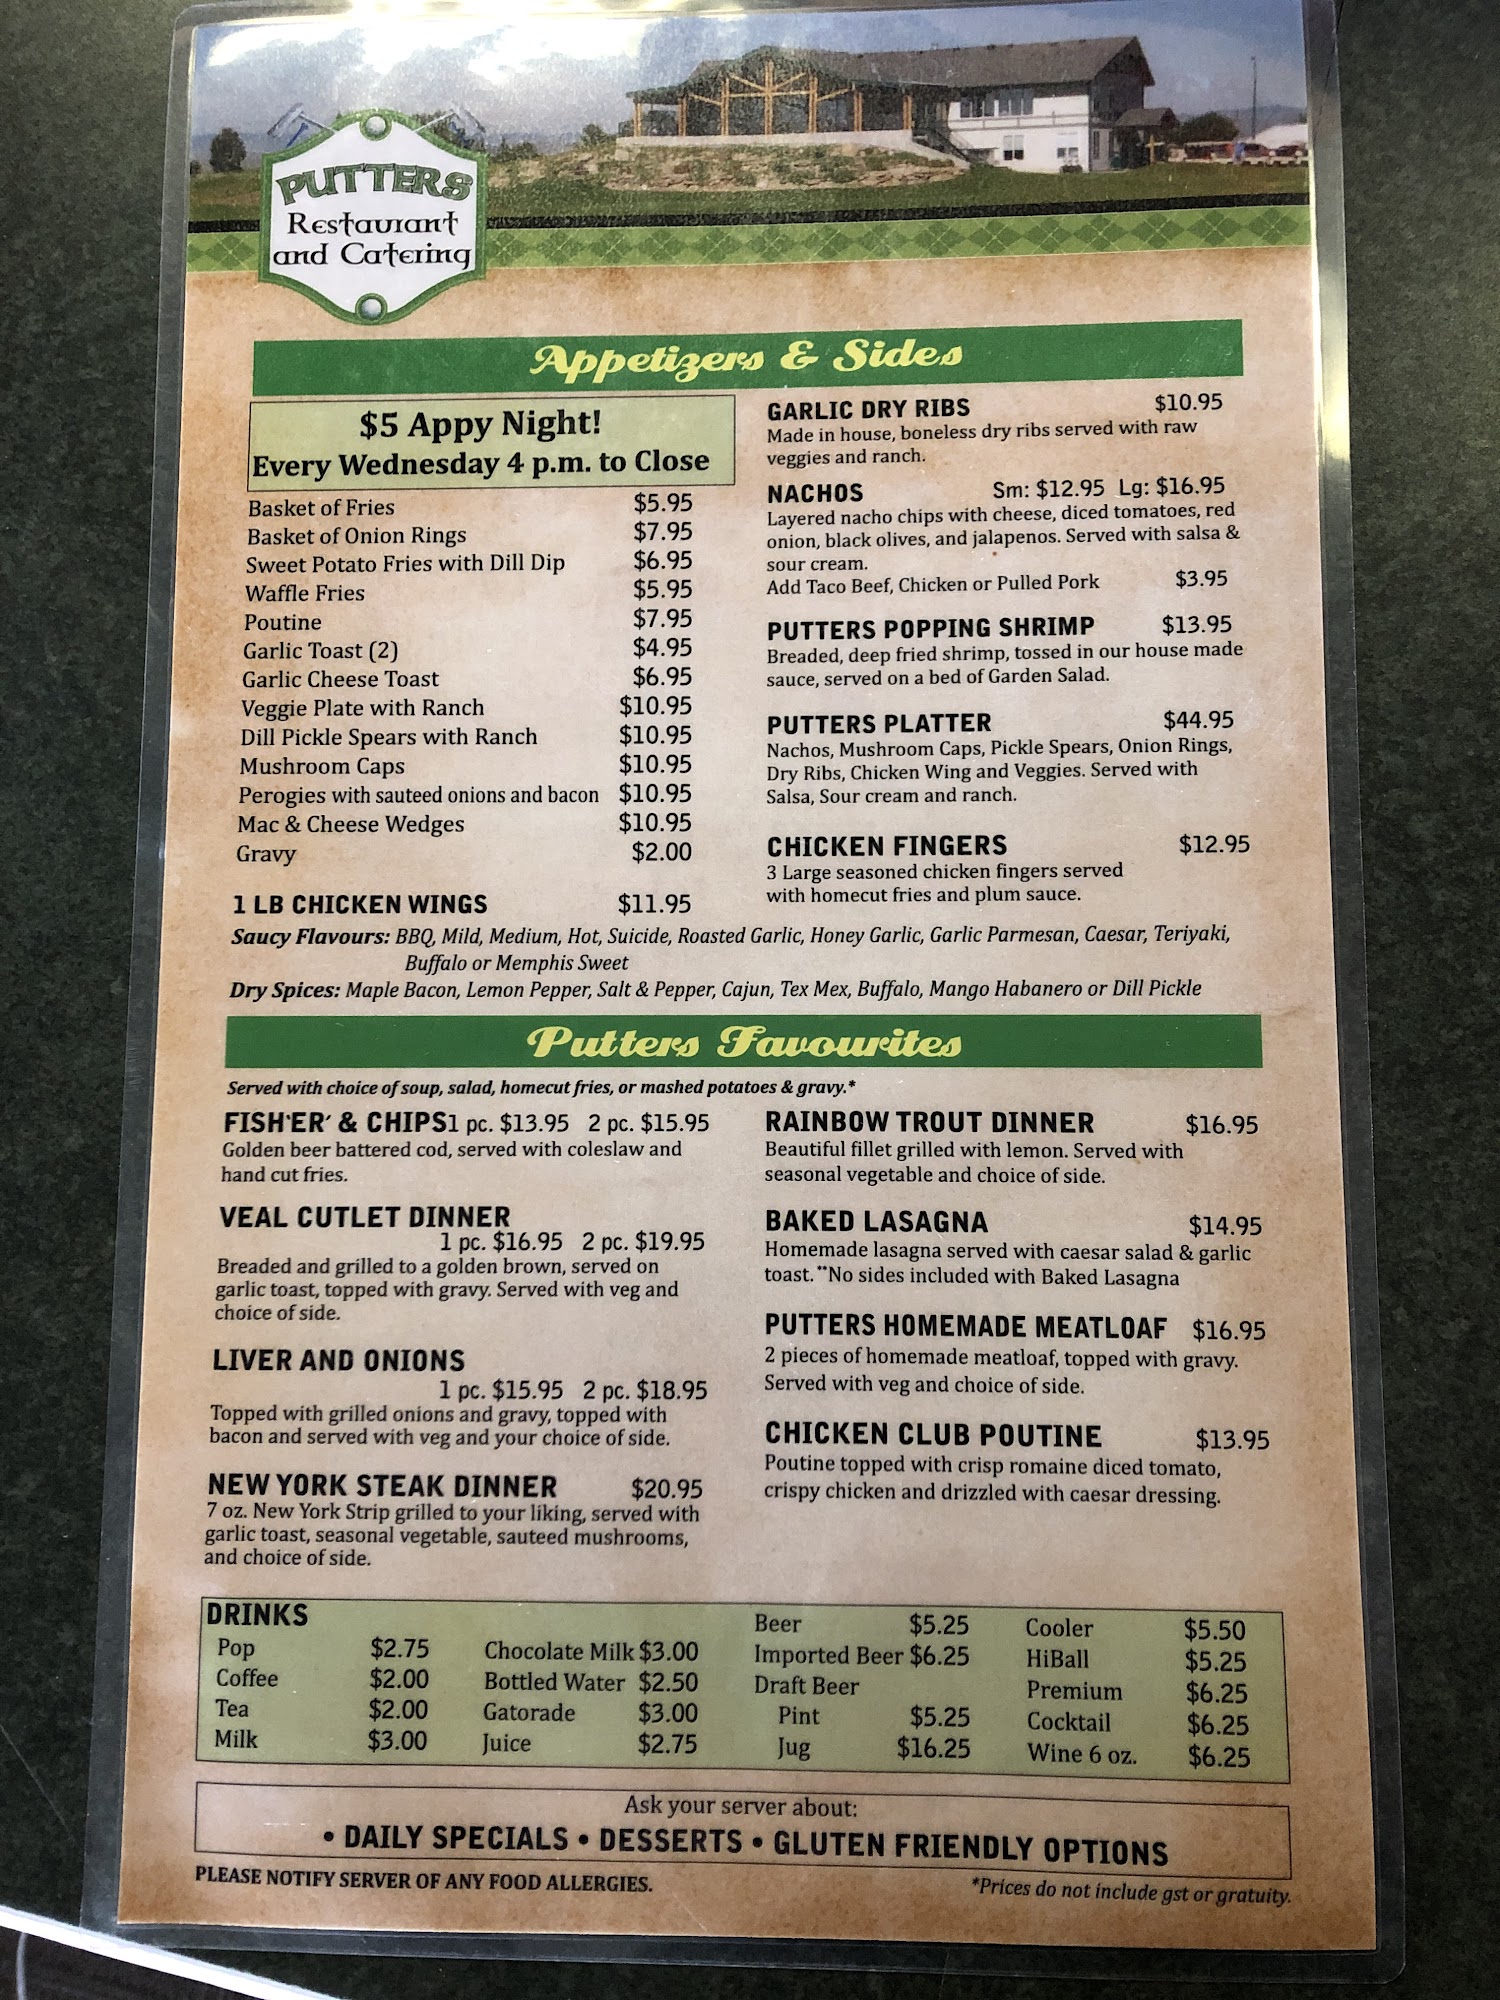 PUTTERS
Restaurant
and Catering
Appetizers & Sides
$5 Appy Night!
Every Wednesday 4 p.m. to Close
Basket of Fries $5.95
Basket of Onion Rings $7.95
Sweet Potato Fries with Dill Dip $6.95
Waffle Fries $5.95
Poutine $7.95
Garlic Toast (2) $4.95
Garlic Cheese Toast $6.95
Veggie Plate with Ranch $10.95
Dill Pickle Spears with Ranch $10.95
Mushroom Caps $10.95
Perogies with sauteed onions and bacon $10.95
Mac & Cheese Wedges $10.95
Gravy $2.00
1 LB CHICKEN WINGS $11.95
GARLIC DRY RIBS $10.95
Made in house, boneless dry ribs served with raw
veggies and ranch.
NACHOS Sm: $12.95 Lg: $16.95
Layered nacho chips with cheese, diced tomatoes, red
onion, black olives, and jalapenos. Served with salsa &
sour cream.
Add Taco Beef, Chicken or Pulled Pork $3.95
PUTTERS POPPING SHRIMP $13.95
Breaded, deep fried shrimp, tossed in our house made
sauce, served on a bed of Garden Salad.
PUTTERS PLATTER $44.95
Nachos, Mushroom Caps, Pickle Spears, Onion Rings,
Dry Ribs, Chicken Wing and Veggies. Served with
Salsa, Sour cream and ranch.
CHICKEN FINGERS $12.95
3 Large seasoned chicken fingers served
with homecut fries and plum sauce.
Saucy Flavours: BBQ, Mild, Medium, Hot, Suicide, Roasted Garlic, Honey Garlic, Garlic Parmesan, Caesar, Teriyaki,
Buffalo or Memphis Sweet
Dry Spices: Maple Bacon, Lemon Pepper, Salt & Pepper, Cajun, Tex Mex, Buffalo, Mango Habanero or Dill Pickle
Putters Favourites
Served with choice of soup, salad, homecut fries, or mashed potatoes & gravy.*
FISH'ER' & CHIPS 1 pc. $13.95 2 pc. $15.95
Golden beer battered cod, served with coleslaw and
hand cut fries.
VEAL CUTLET DINNER
1 pc. $16.95 2 pc. $19.95
Breaded and grilled to a golden brown, served on
garlic toast, topped with gravy. Served with veg and
choice of side.
LIVER AND ONIONS
1 pc. $15.95 2 pc. $18.95
Topped with grilled onions and gravy, topped with
bacon and served with veg and your choice of side.
NEW YORK STEAK DINNER $20.95
7 oz. New York Strip grilled to your liking, served with
garlic toast, seasonal vegetable, sauteed mushrooms,
and choice of side.
RAINBOW TROUT DINNER $16.95
Beautiful fillet grilled with lemon. Served with
seasonal vegetable and choice of side.
BAKED LASAGNA $14.95
Homemade lasagna served with caesar salad & garlic
toast. **No sides included with Baked Lasagna
PUTTERS HOMEMADE MEATLOAF $16.95
2 pieces of homemade meatloaf, topped with gravy.
Served with veg and choice of side.
CHICKEN CLUB POUTINE $13.95
Poutine topped with crisp romaine diced tomato,
crispy chicken and drizzled with caesar dressing.
DRINKS
Pop $2.75
Coffee $2.00
Tea $2.00
Milk $3.00
Chocolate Milk $3.00
Bottled Water $2.50
Gatorade $3.00
Juice $2.75
Beer $5.25
Imported Beer $6.25
Draft Beer
Pint $5.25
Jug $16.25
Cooler $5.50
HiBall $5.25
Premium $6.25
Cocktail $6.25
Wine 6 oz. $6.25
Ask your server about:
• DAILY SPECIALS • DESSERTS • GLUTEN FRIENDLY OPTIONS
PLEASE NOTIFY SERVER OF ANY FOOD ALLERGIES.
*Prices do not include gst or gratuity.